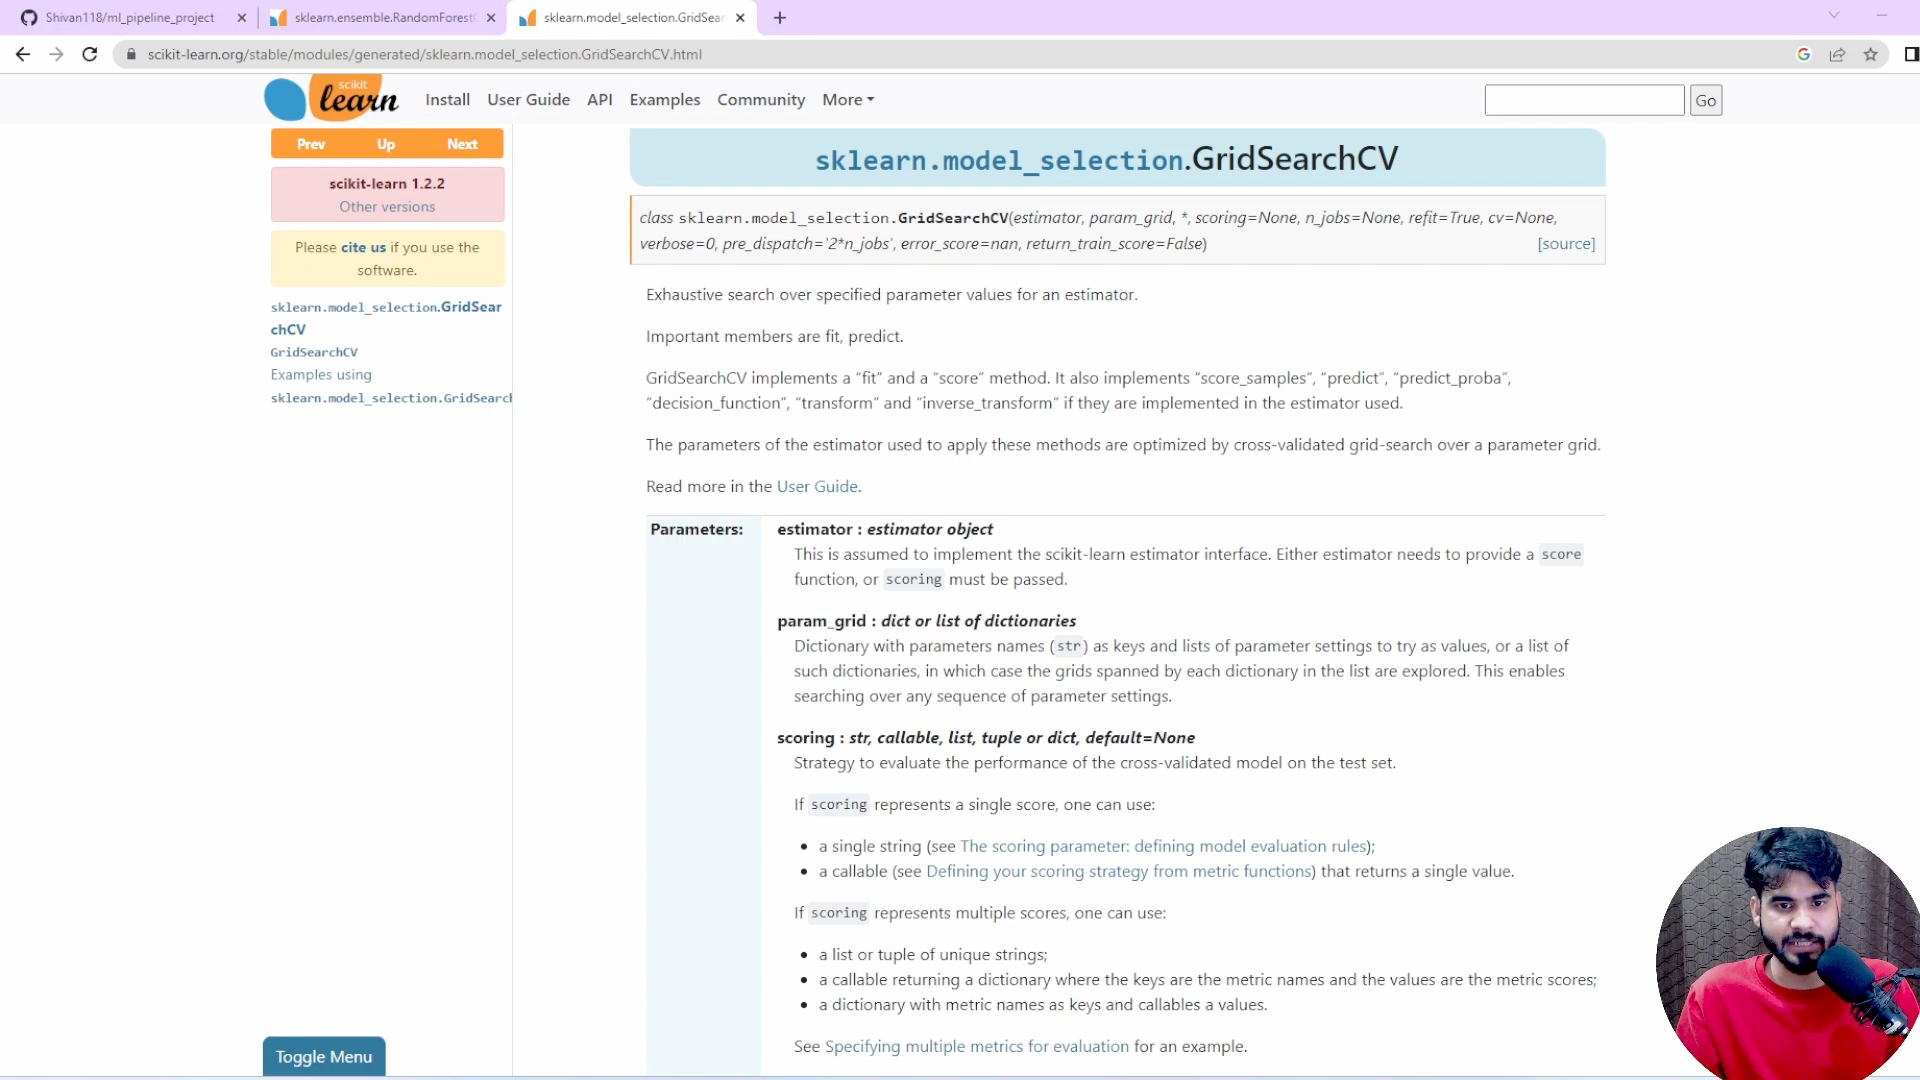 Shivan118/ml_pipeline_project
sklearn.ensemble.RandomForest
sklearn.model_selection.GridSear
scikit-learn.org/stable/modules/generated/sklearn.model_selection.GridSearchCV.html
scikit
learn
Install User Guide API Examples Community More
Go
Prev Up Next
scikit-learn 1.2.2
Other versions
Please cite us if you use the
software.
sklearn.model_selection.GridSear
chCV
GridSearchCV
Examples using
sklearn.model_selection.GridSearch
Toggle Menu
sklearn.model_selection.GridSearchCV
class sklearn.model_selection.GridSearchCV(estimator, param_grid, *, scoring=None, n_jobs=None, refit=True, cv=None,
verbose=0, pre_dispatch='2*n_jobs', error_score=nan, return_train_score=False) [source]
Exhaustive search over specified parameter values for an estimator.
Important members are fit, predict.
GridSearchCV implements a “fit” and a “score” method. It also implements “score_samples”, “predict”, “predict_proba”,
“decision_function”, “transform” and “inverse_transform” if they are implemented in the estimator used.
The parameters of the estimator used to apply these methods are optimized by cross-validated grid-search over a parameter grid.
Read more in the User Guide.
Parameters:
estimator : estimator object
This is assumed to implement the scikit-learn estimator interface. Either estimator needs to provide a score
function, or scoring must be passed.
param_grid : dict or list of dictionaries
Dictionary with parameters names (str) as keys and lists of parameter settings to try as values, or a list of
such dictionaries, in which case the grids spanned by each dictionary in the list are explored. This enables
searching over any sequence of parameter settings.
scoring : str, callable, list, tuple or dict, default=None
Strategy to evaluate the performance of the cross-validated model on the test set.
If scoring represents a single score, one can use:
• a single string (see The scoring parameter: defining model evaluation rules);
• a callable (see Defining your scoring strategy from metric functions) that returns a single value.
If scoring represents multiple scores, one can use:
• a list or tuple of unique strings;
• a callable returning a dictionary where the keys are the metric names and the values are the metric scores;
• a dictionary with metric names as keys and callables a values.
See Specifying multiple metrics for evaluation for an example.